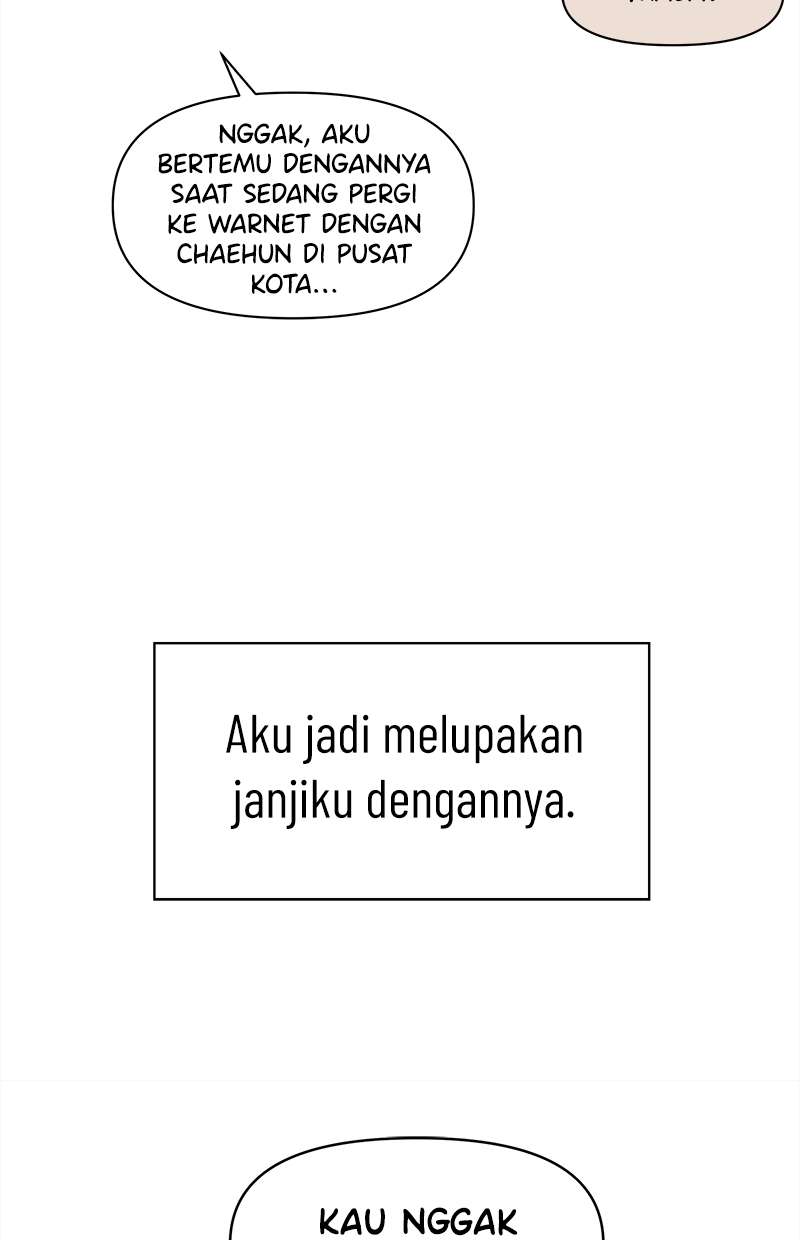 NGGAK, AKU
BERTEMU DENGANNYA
SAAT SEDANG PERGI
KE WARNET DENGAN
CHAEHUN DI PUSAT
KOTA...
Aku jadi melupakan
janjiku dengannya.
KAU NGGAK